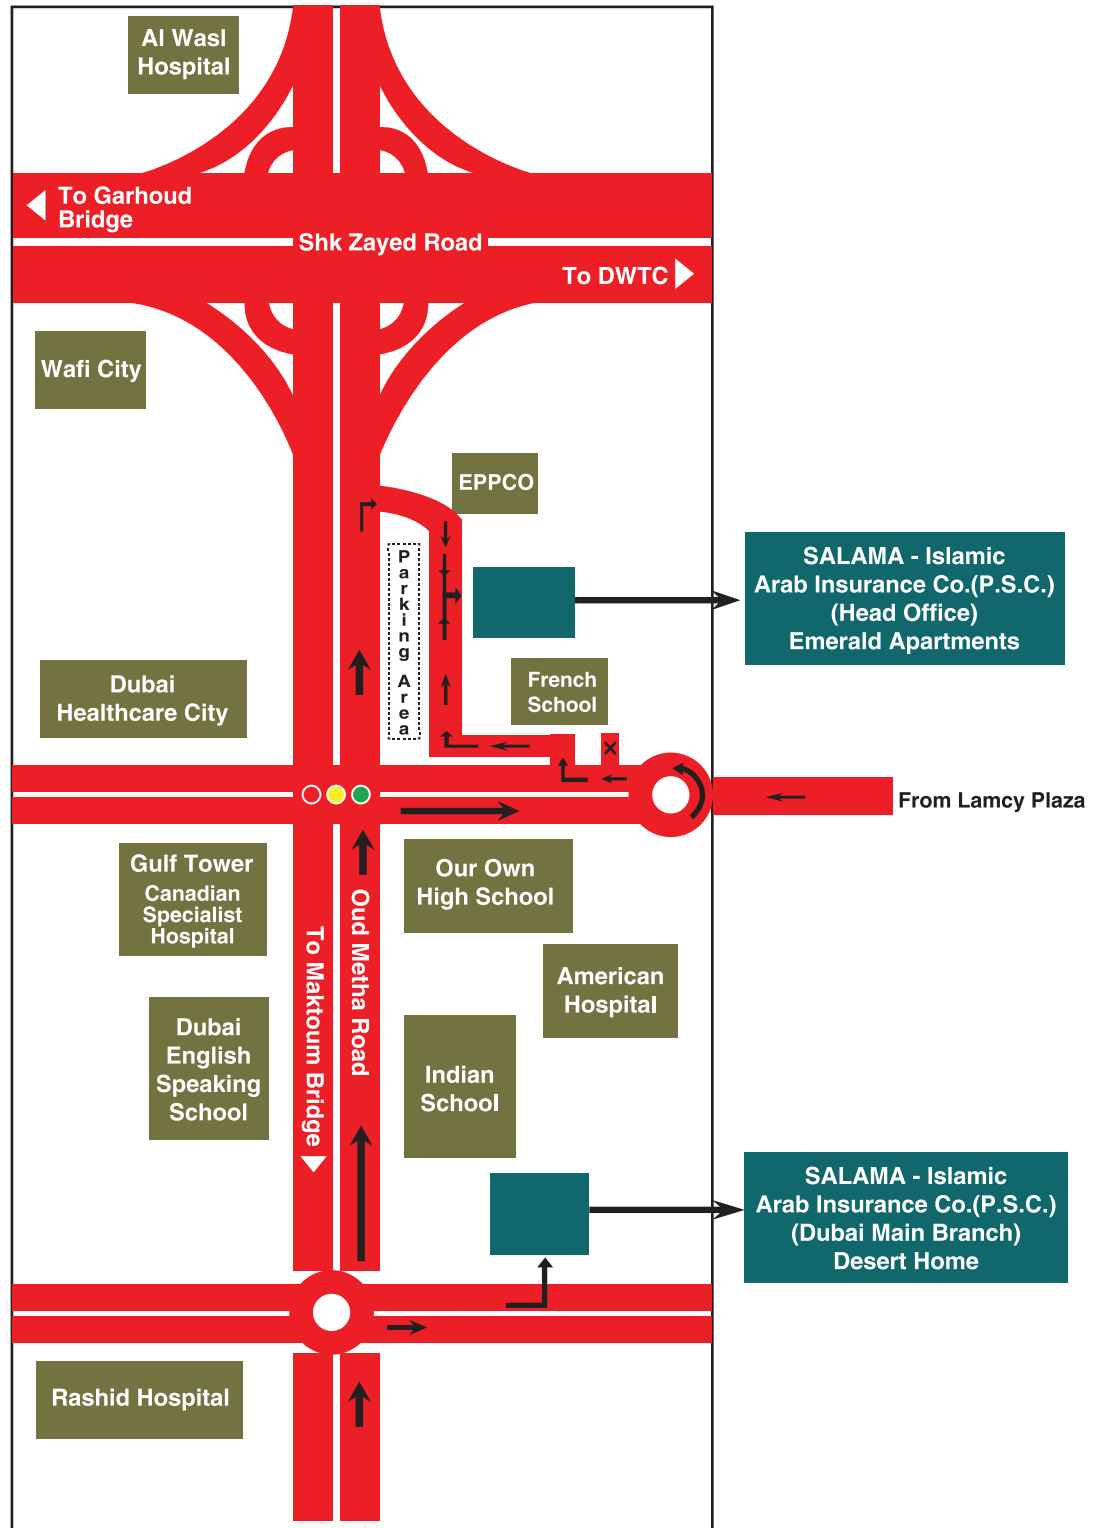 Al Wasl
Hospital
To Garhoud
Bridge
Shk Zayed Road
To DWTC
Wafi City
EPPCO
Parking Area
SALAMA - Islamic
Arab Insurance Co.(P.S.C.)
(Head Office)
Emerald Apartments
French
School
Dubai
Healthcare City
From Lamcy Plaza
Gulf Tower
Canadian
Specialist
Hospital
Our Own
High School
Oud Metha Road
To Maktoum Bridge
American
Hospital
Dubai
English
Speaking
School
Indian
School
SALAMA - Islamic
Arab Insurance Co.(P.S.C.)
(Dubai Main Branch)
Desert Home
Rashid Hospital